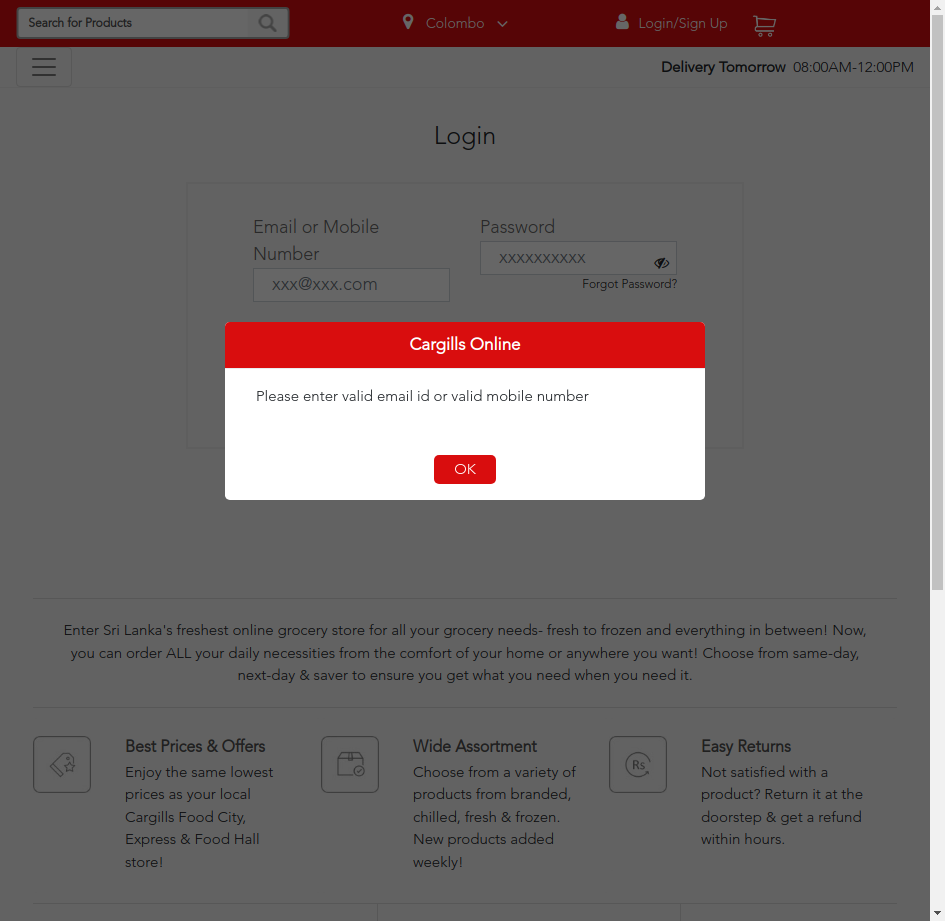 Search for Products
Colombo
Login/Sign Up
Delivery Tomorrow 08:00AM-12:00PM
Login
Email or Mobile
Number
Password
xxx@xxx.com
xxxxxxxxxx
Forgot Password?
Cargills Online
Please enter valid email id or valid mobile number
OK
Enter Sri Lanka's freshest online grocery store for all your grocery needs- fresh to frozen and everything in between! Now,
you can order ALL your daily necessities from the comfort of your home or anywhere you want! Choose from same-day,
next-day & saver to ensure you get what you need when you need it.
Best Prices & Offers
Enjoy the same lowest
prices as your local
Cargills Food City,
Express & Food Hall
store!
Wide Assortment
Choose from a variety of
products from branded,
chilled, fresh & frozen.
New products added
weekly!
Rs
Easy Returns
Not satisfied with a
product? Return it at the
doorstep & get a refund
within hours.